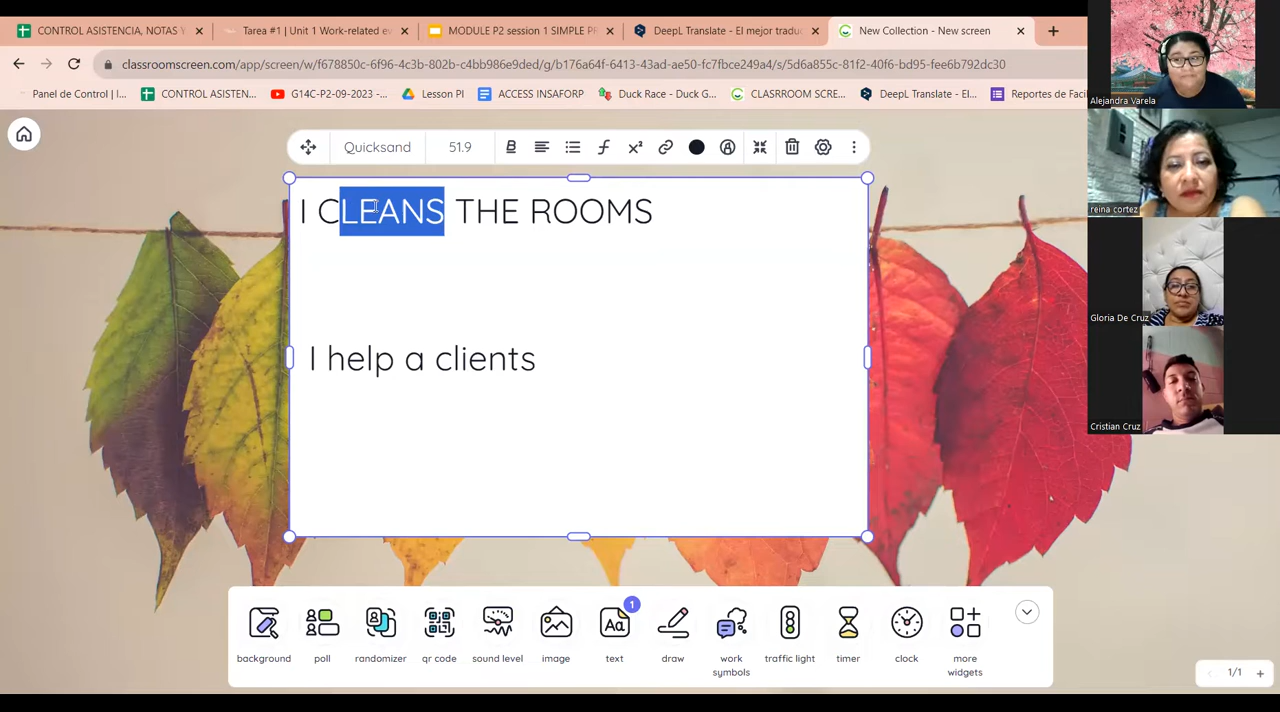 CONTROL ASISTENCIA, NOTAS Y
Tarea #1 | Unit 1 Work-related ev
MODULE P2 session 1 SIMPLE PR
DeepL Translate - El mejor traduc
New Collection - New screen
classroomscreen.com/app/screen/w/f678850c-6f96-4c3b-802b-c4b5986e9ded/g/b176a64f-6413-43ad-ae50-fc7fbce249a4/s/5d6a855c-81f2-40f6-bd95-fee6b792dc30
Panel de Control | I...
CONTROL ASISTEN...
G14C-P2-09-2023 -...
Lesson PI
ACCESS INSAFORP
Duck Race - Duck G...
CLASRROOM SCRE...
DeepL Translate - El...
Reportes de Facil
Alejandra Varela
reina cortez
Gloria De Cruz
Cristian Cruz
Quicksand 51.9
I CLEANS THE ROOMS
I help a clients
1
Aa
background
poll
randomizer
qr code
sound level
image
text
draw
work symbols
traffic light
timer
clock
more widgets
1/1